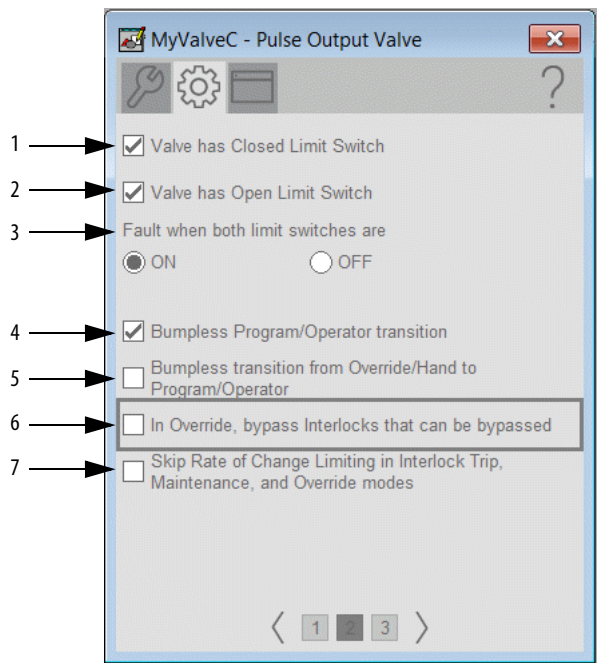 MyValveC - Pulse Output Valve
?
1 Valve has Closed Limit Switch
2 Valve has Open Limit Switch
3 Fault when both limit switches are
ON OFF
4 Bumpless Program/Operator transition
5 Bumpless transition from Override/Hand to
Program/Operator
6 In Override, bypass Interlocks that can be bypassed
7 Skip Rate of Change Limiting in Interlock Trip,
Maintenance, and Override modes
1 2 3